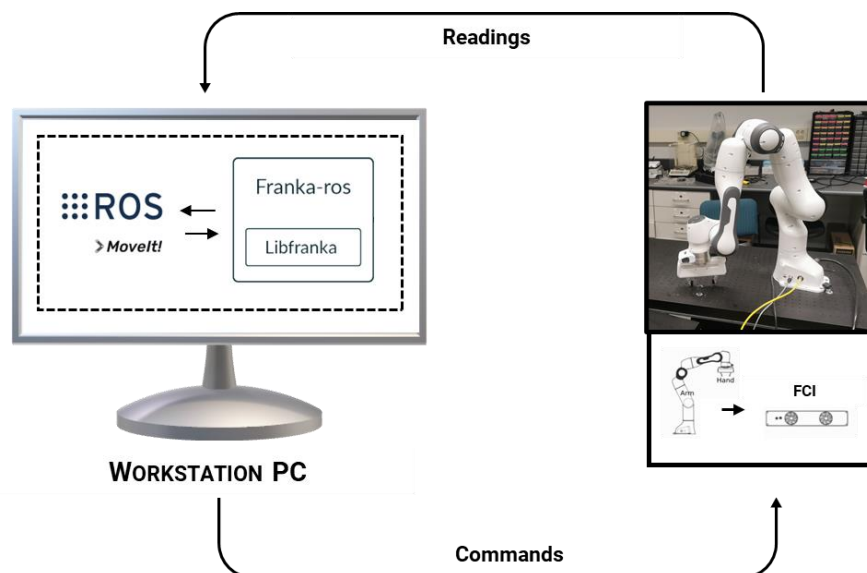 Readings
ROS
MoveIt!
Franka-ros
Libfranka
Arm
Hand
FCI
WORKSTATION PC
Commands